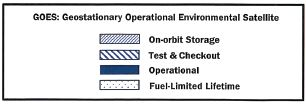 GOES: Geostationary Operational Environmental Satellite
On-orbit Storage
Test & Checkout
Operational
Fuel-Limited Lifetime